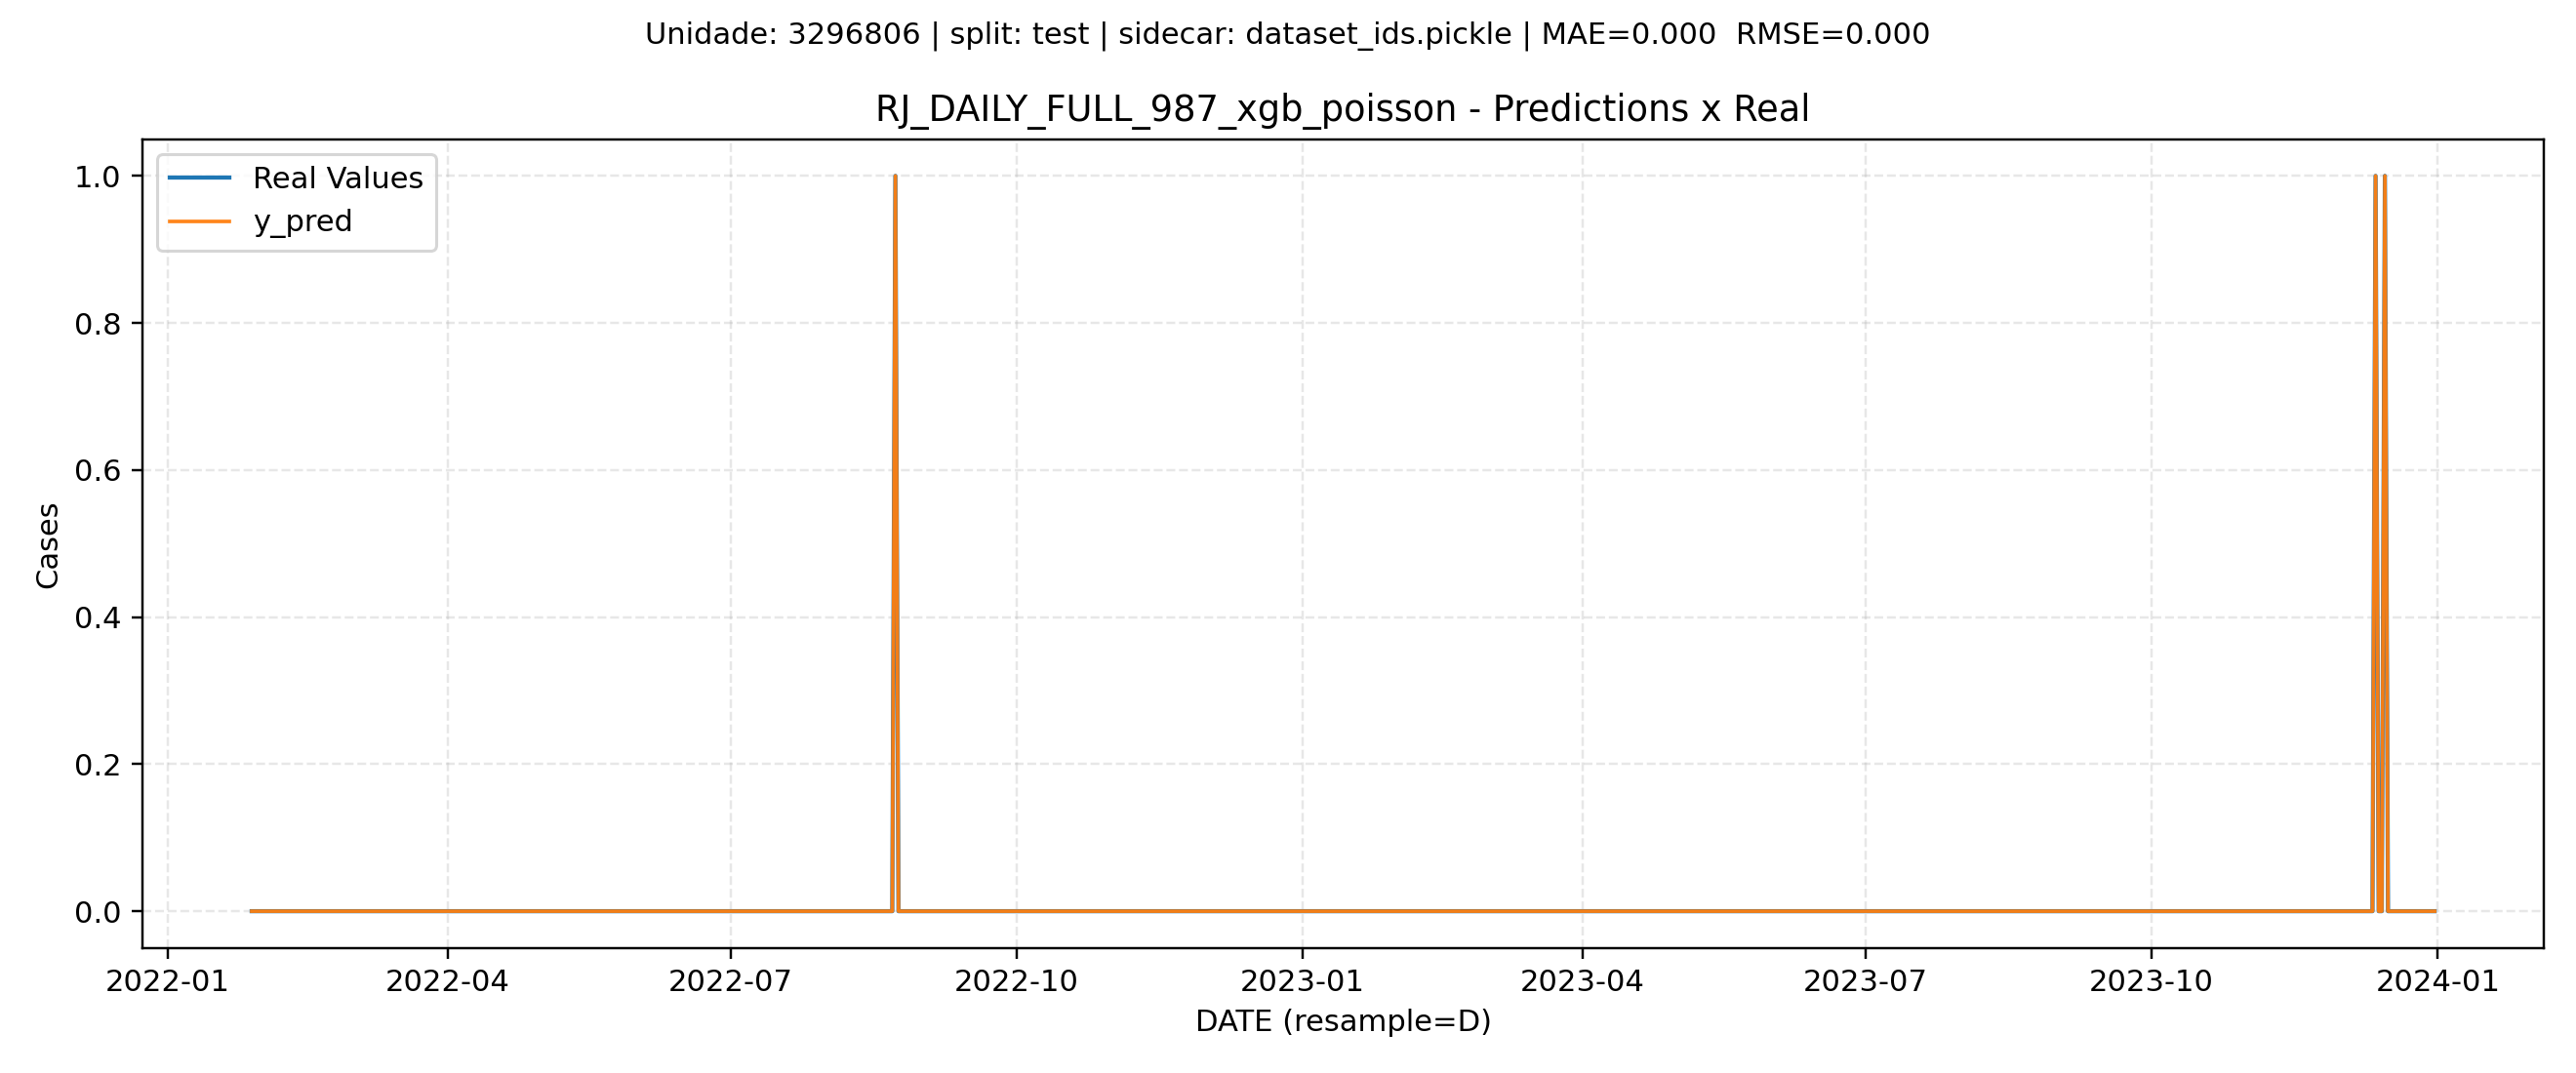 Unidade: 3296806 | split: test | sidecar: dataset_ids.pickle | MAE=0.000  RMSE=0.000
RJ_DAILY_FULL_987_xgb_poisson - Predictions x Real
Real Values
y_pred
1.0
0.8
0.6
0.4
0.2
0.0
Cases
2022-01
2022-04
2022-07
2022-10
2023-01
2023-04
2023-07
2023-10
2024-01
DATE (resample=D)